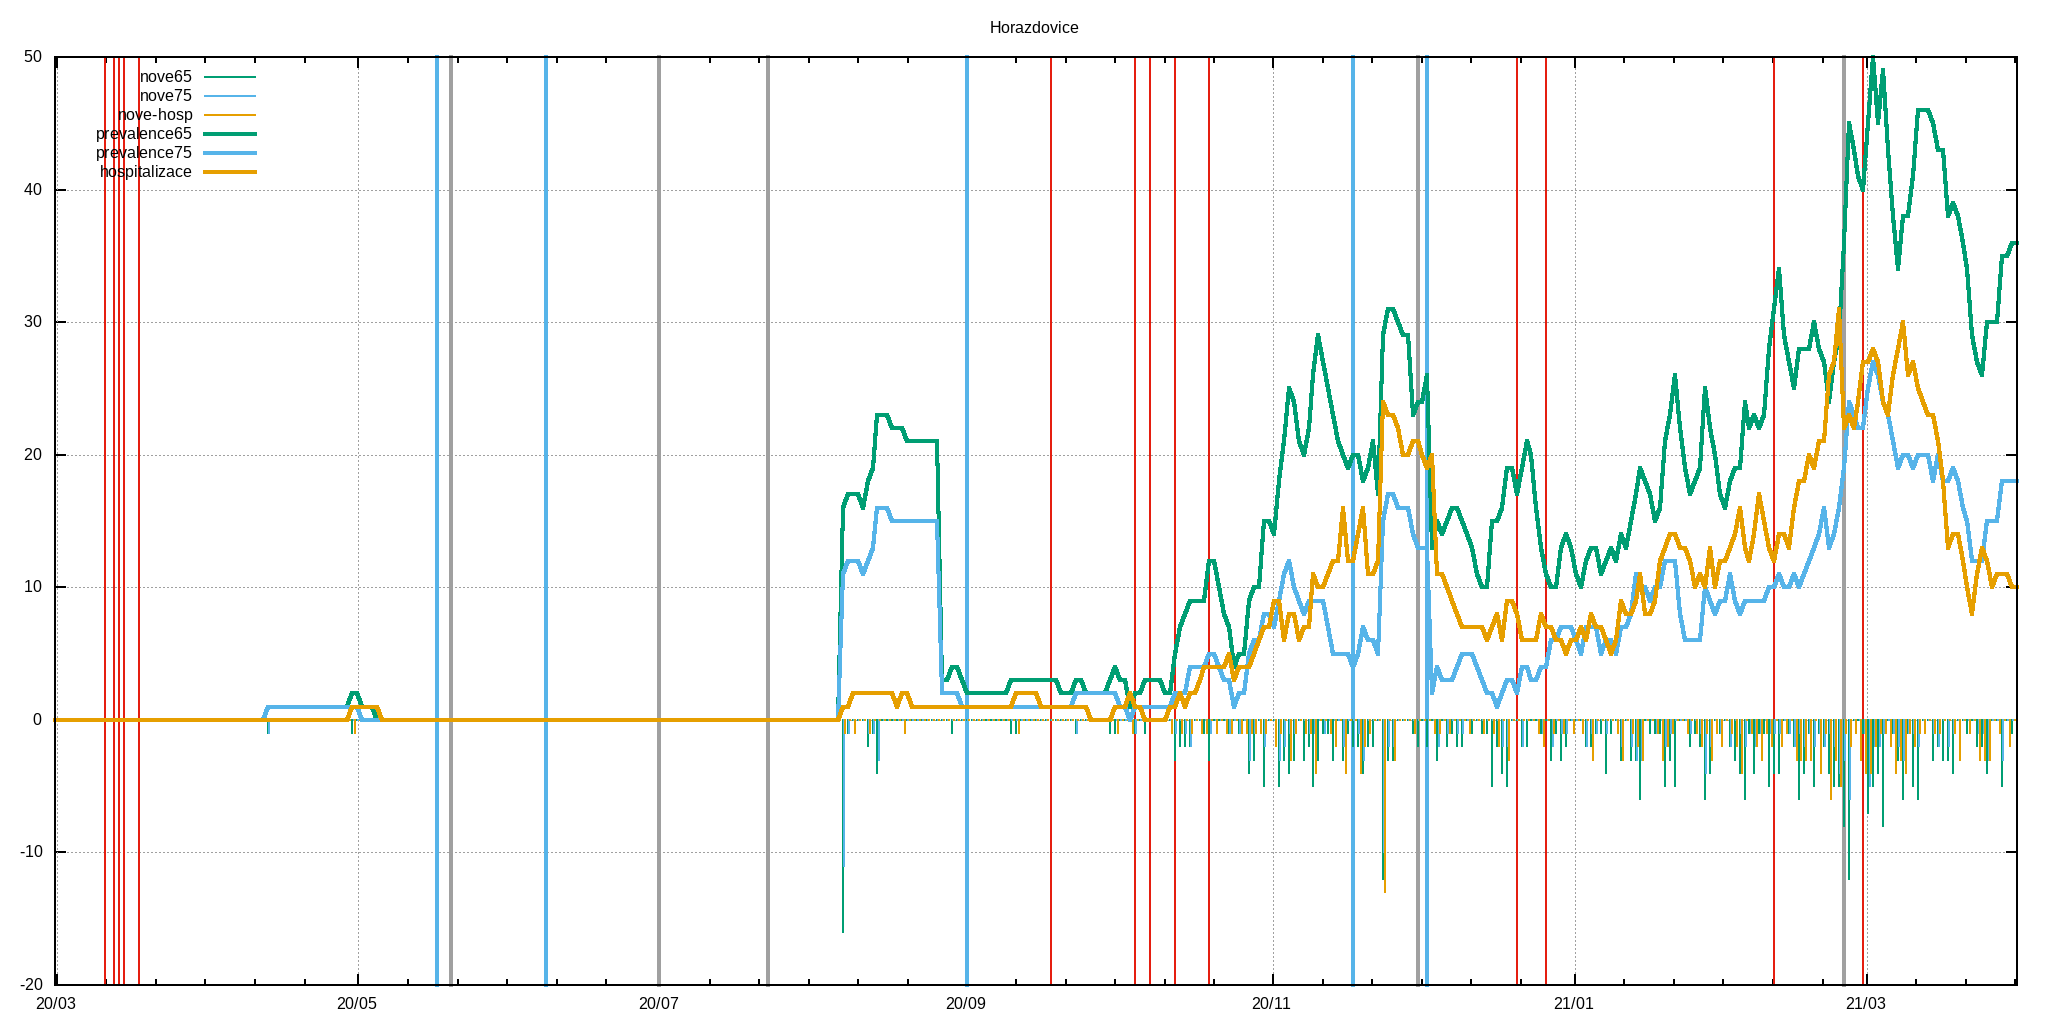 Horazdovice
50
nove65
nove75
nove-hosp
prevalence65
prevalence75
hospitalizace
40
30
20
10
0
-10
-20
20/03 20/05 20/07 20/09 20/11 21/01 21/03